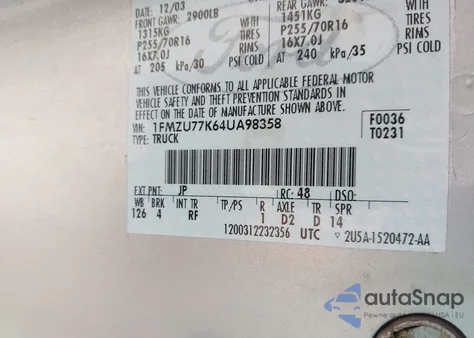 DATE: 12/03
FRONT GAWR: 2900LB
1315KG 1451KG
P255/70R16 TIRES P255/70R16 TIRES
16X7.0J RIMS 16X7.0J RIMS
AT 205 kPA/30 PSI COLD AT 240 kPA/35 PSI COLD
Ford
THIS VEHICLE CONFORMS TO ALL APPLICABLE FEDERAL MOTOR
VEHICLE SAFETY AND THEFT PREVENTION STANDARDS IN
EFFECT ON THE DATE OF MANUFACTURE SHOWN ABOVE.
1FMZU77K64UA98358 F0036
TYPE: TRUCK T0231
EXT PNT: JP RC: 48 DSO:
WB BRK INT TR TP/PS R AXLE TR SPR
126 4 RF 1 D2 D 14
1200312232356 UTC ▽ 2U5A-1520472-AA
autoSnap